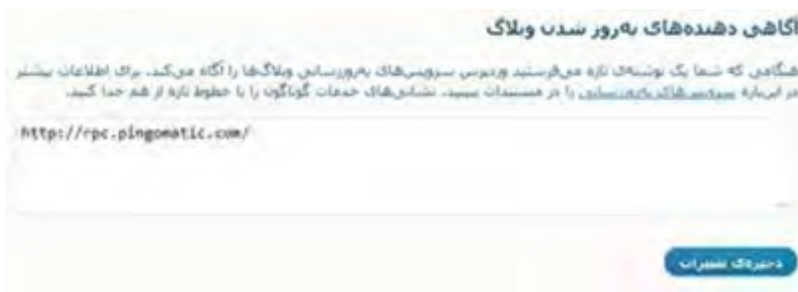 آگاهی دهنده‌های به‌روز شدن وبلاگ
هنگامی که شما یک نوشته‌ی تازه می‌فرستید وردپرس سرویس‌های به‌روزرسانی وبلاگ‌ها را آگاه می‌کند. برای اطلاعات بیشتر
در این‌باره سرویس‌های به‌روزرسانی را در مستندات ببینید. نشانی‌های خدمات گوناگون را با خطوط تازه از هم جدا کنید.
http://rpc.pingomatic.com/
ذخیره‌ی تغییرات